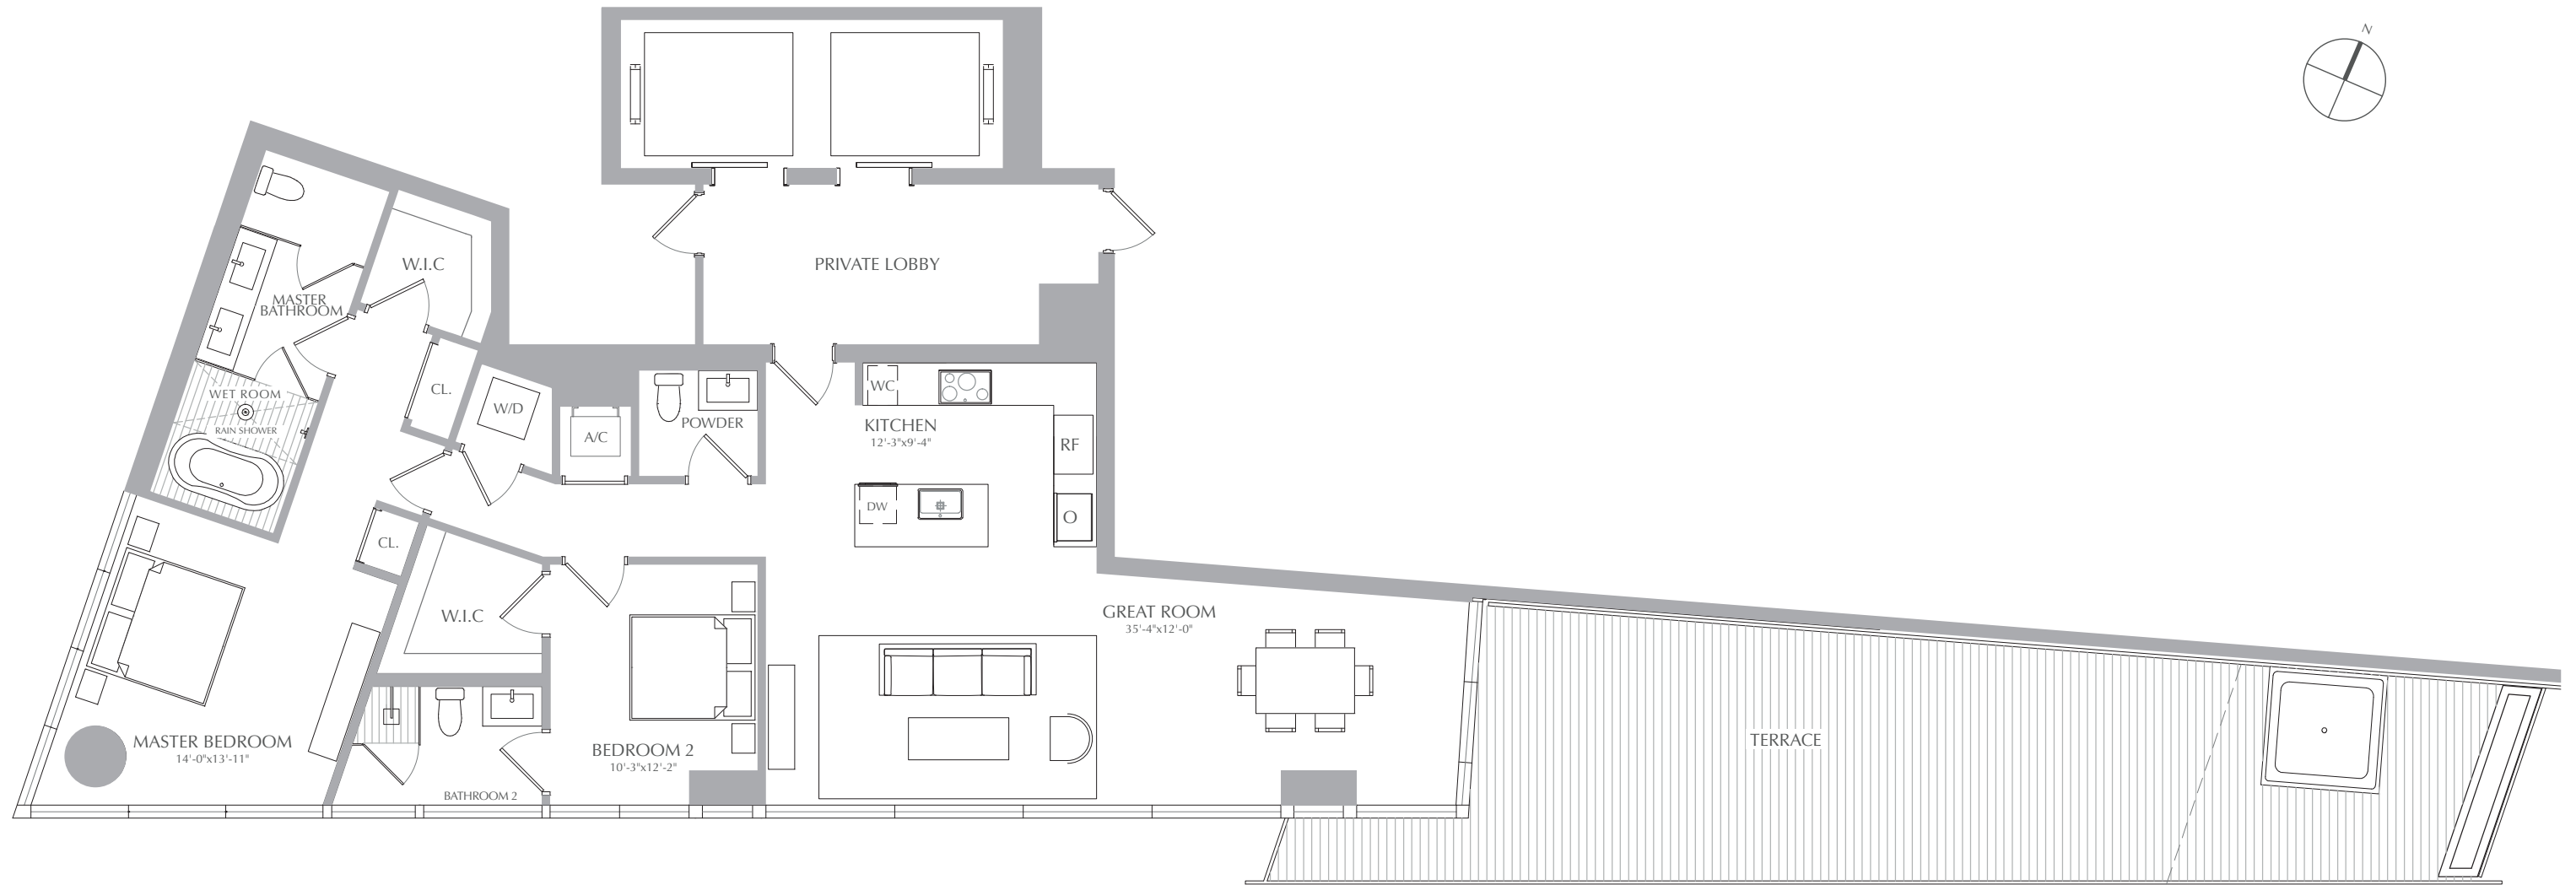 N
W.I.C
PRIVATE LOBBY
MASTER
BATHROOM
CL.
WC
WET ROOM
W/D
RAIN SHOWER
A/C
POWDER
KITCHEN
12'-3"x9'-4"
RF
DW
O
CL.
W.I.C
GREAT ROOM
35'-4"x12'-0"
MASTER BEDROOM
14'-0"x13'-11"
BEDROOM 2
10'-3"x12'-2"
TERRACE
BATHROOM 2